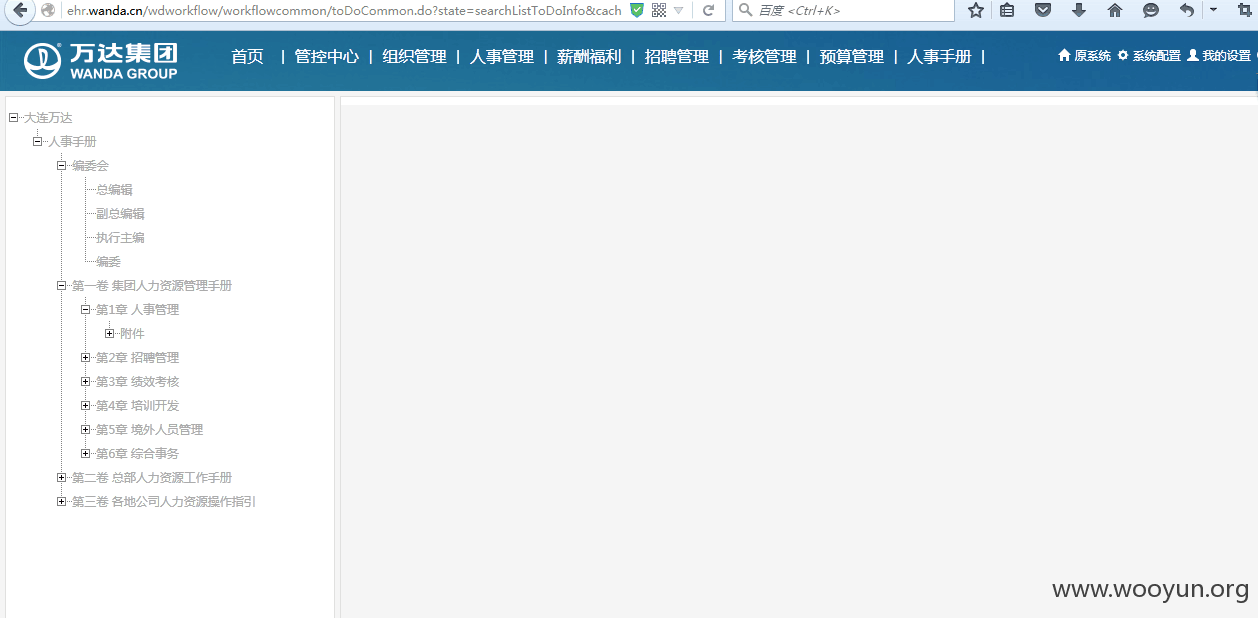 ehr.wanda.cn/wdworkflow/workflowcommon/toDoCommon.do?state=searchListToDoInfo&cach
百度 <Ctrl+K>
万达集团
WANDA GROUP
首页 | 管控中心 | 组织管理 | 人事管理 | 薪酬福利 | 招聘管理 | 考核管理 | 预算管理 | 人事手册 |
原系统 系统配置 我的设置
大连万达
人事手册
编委会
总编辑
副总编辑
执行主编
编委
第一卷 集团人力资源管理手册
第1章 人事管理
附件
第2章 招聘管理
第3章 绩效考核
第4章 培训开发
第5章 境外人员管理
第6章 综合事务
第二卷 总部人力资源工作手册
第三卷 各地公司人力资源操作指引
www.wooyun.org